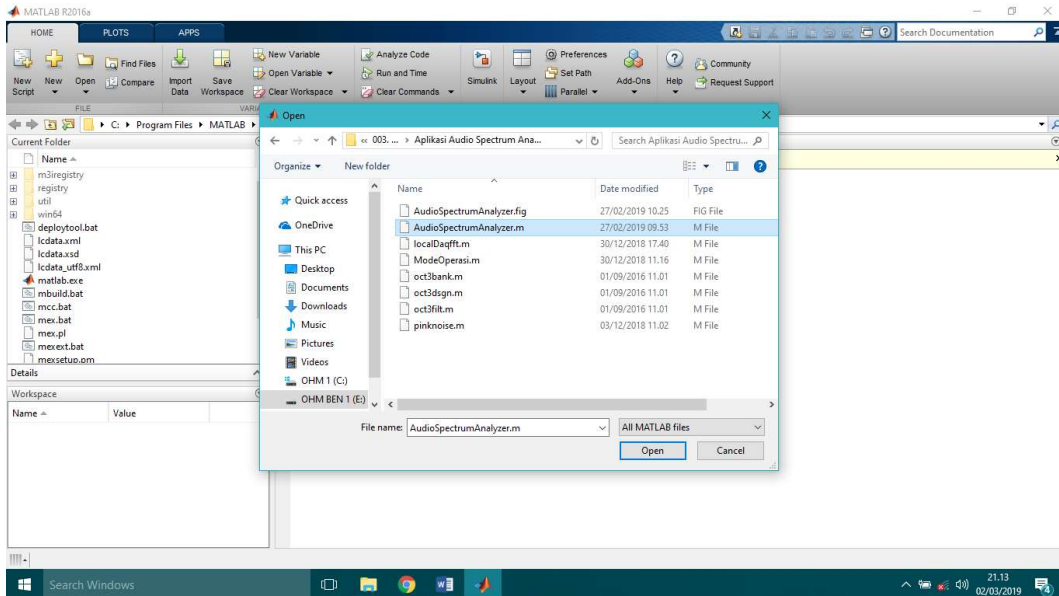 MATLAB R2016a
HOME PLOTS APPS
Search Documentation
New Script
New
Open
Find Files
Compare
Import Data
Save Workspace
New Variable
Open Variable
Clear Workspace
Analyze Code
Run and Time
Clear Commands
Simulink
Layout
Preferences
Set Path
Parallel
Add-Ons
Help
Community
Request Support
FILE
C: Program Files MATLAB
Current Folder
Name
m3iregistry
registry
util
win64
deploytool.bat
lcdata.xml
lcdata.xsd
lcdata_utf8.xml
matlab.exe
mbuild.bat
mcc.bat
mex.bat
mex.pl
mexext.bat
mexsetup.pm
Details
Workspace
Name Value
Open
« 003. ... Aplikasi Audio Spectrum Ana...
Search Aplikasi Audio Spectru...
Organize New folder
Quick access
OneDrive
This PC
Desktop
Documents
Downloads
Music
Pictures
Videos
OHM 1 (C:)
OHM BEN 1 (E:)
Name Date modified Type
AudioSpectrumAnalyzer.fig 27/02/2019 10.25 FIG File
AudioSpectrumAnalyzer.m 27/02/2019 09.53 M File
localDaqfft.m 30/12/2018 17.40 M File
ModeOperasi.m 30/12/2018 11.16 M File
oct3bank.m 01/09/2016 11.01 M File
oct3dsgn.m 01/09/2016 11.01 M File
oct3filt.m 01/09/2016 11.01 M File
pinknoise.m 03/12/2018 11.02 M File
File name: AudioSpectrumAnalyzer.m All MATLAB files
Open Cancel
Search Windows
21.13
02/03/2019